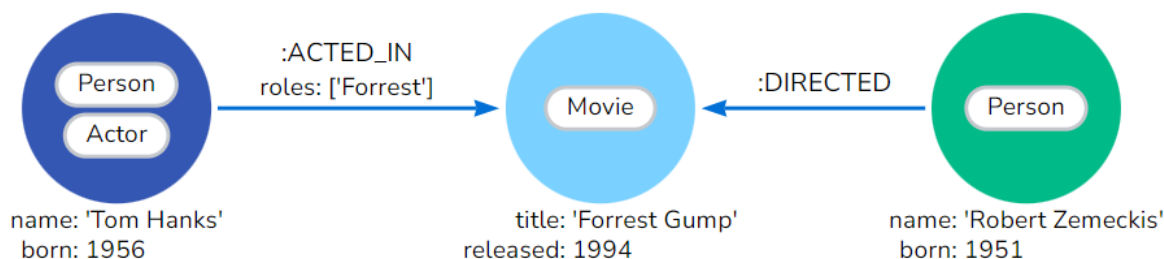 Person
Actor
name: 'Tom Hanks'
born: 1956
:ACTED_IN
roles: ['Forrest']
Movie
title: 'Forrest Gump'
released: 1994
:DIRECTED
Person
name: 'Robert Zemeckis'
born: 1951